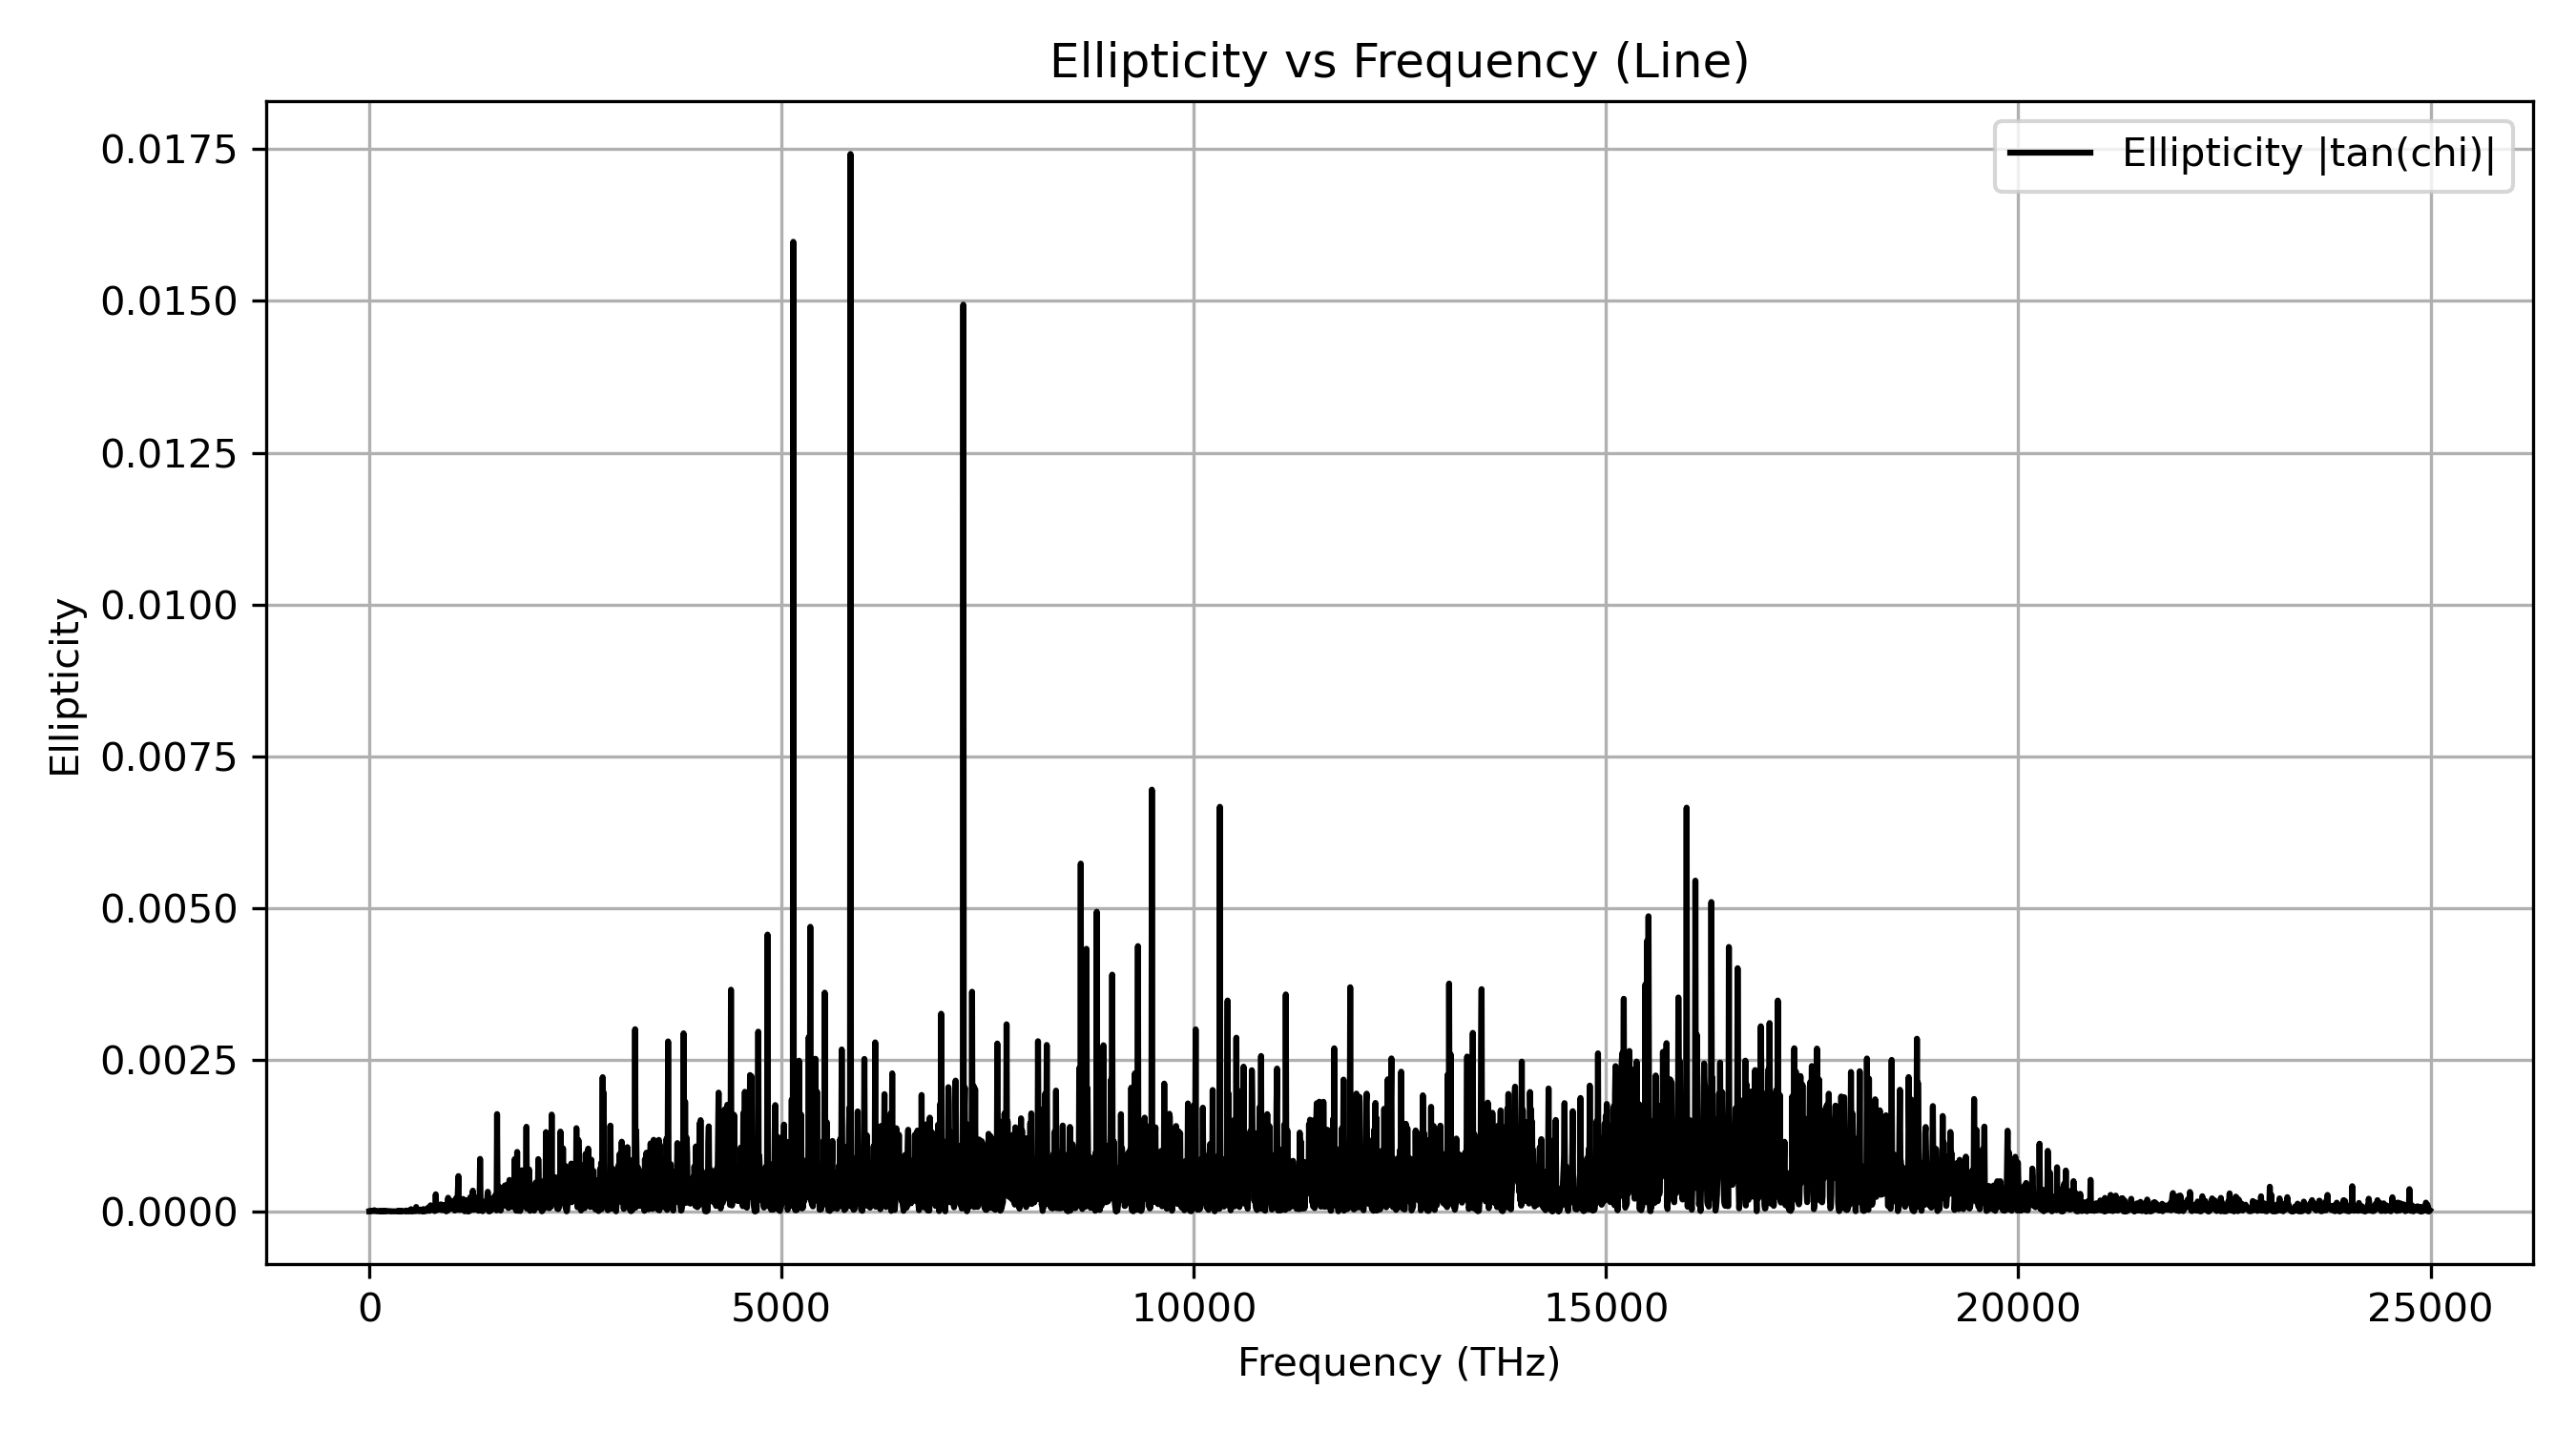 Ellipticity vs Frequency (Line)
Ellipticity |tan(chi)|
Ellipticity
0.0175
0.0150
0.0125
0.0100
0.0075
0.0050
0.0025
0.0000
0 5000 10000 15000 20000 25000
Frequency (THz)